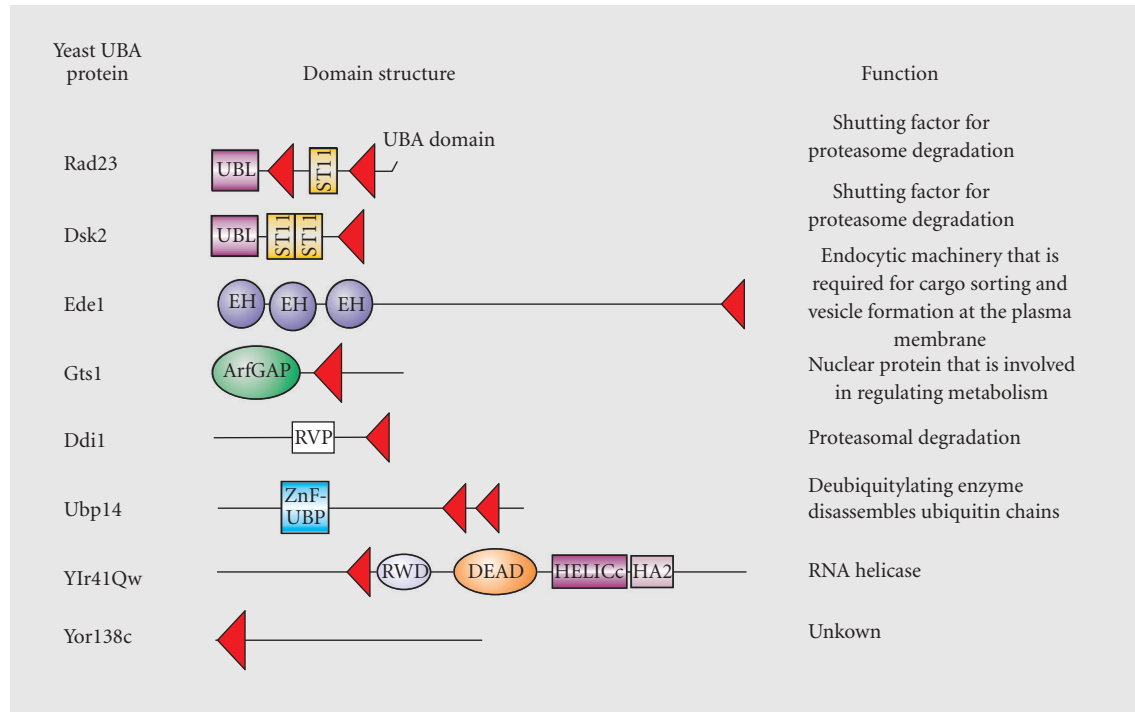 Yeast UBA
protein
Domain structure
Function
Rad23
UBL
STI1
UBA domain
Shutting factor for
proteasome degradation
Dsk2
UBL
STI1
STI1
Shutting factor for
proteasome degradation
Ede1
EH
EH
EH
Endocytic machinery that is
required for cargo sorting and
vesicle formation at the plasma
membrane
Gts1
ArfGAP
Nuclear protein that is involved
in regulating metabolism
Ddi1
RVP
Proteasomal degradation
Ubp14
ZnF-
UBP
Deubiquitylating enzyme
disassembles ubiquitin chains
YIr41Qw
RWD
DEAD
HELICc
HA2
RNA helicase
Yor138c
Unkown